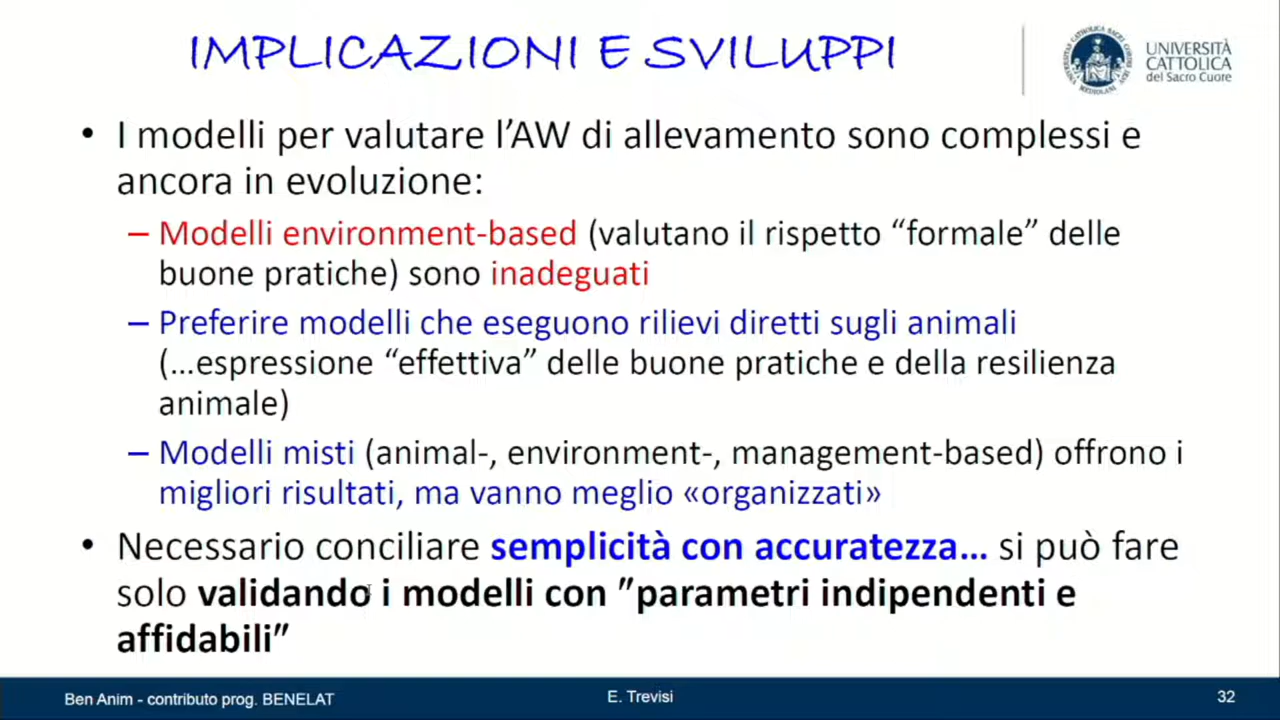 IMPLICAZIONI E SVILUPPI
UNIVERSITÀ
CATTOLICA
del Sacro Cuore
• I modelli per valutare l’AW di allevamento sono complessi e
ancora in evoluzione:
– Modelli environment-based (valutano il rispetto “formale” delle
buone pratiche) sono inadeguati
– Preferire modelli che eseguono rilievi diretti sugli animali
(...espressione “effettiva” delle buone pratiche e della resilienza
animale)
– Modelli misti (animal-, environment-, management-based) offrono i
migliori risultati, ma vanno meglio «organizzati»
• Necessario conciliare semplicità con accuratezza... si può fare
solo validando i modelli con "parametri indipendenti e
affidabili"
Ben Anim - contributo prog. BENELAT
E. Trevisi
32